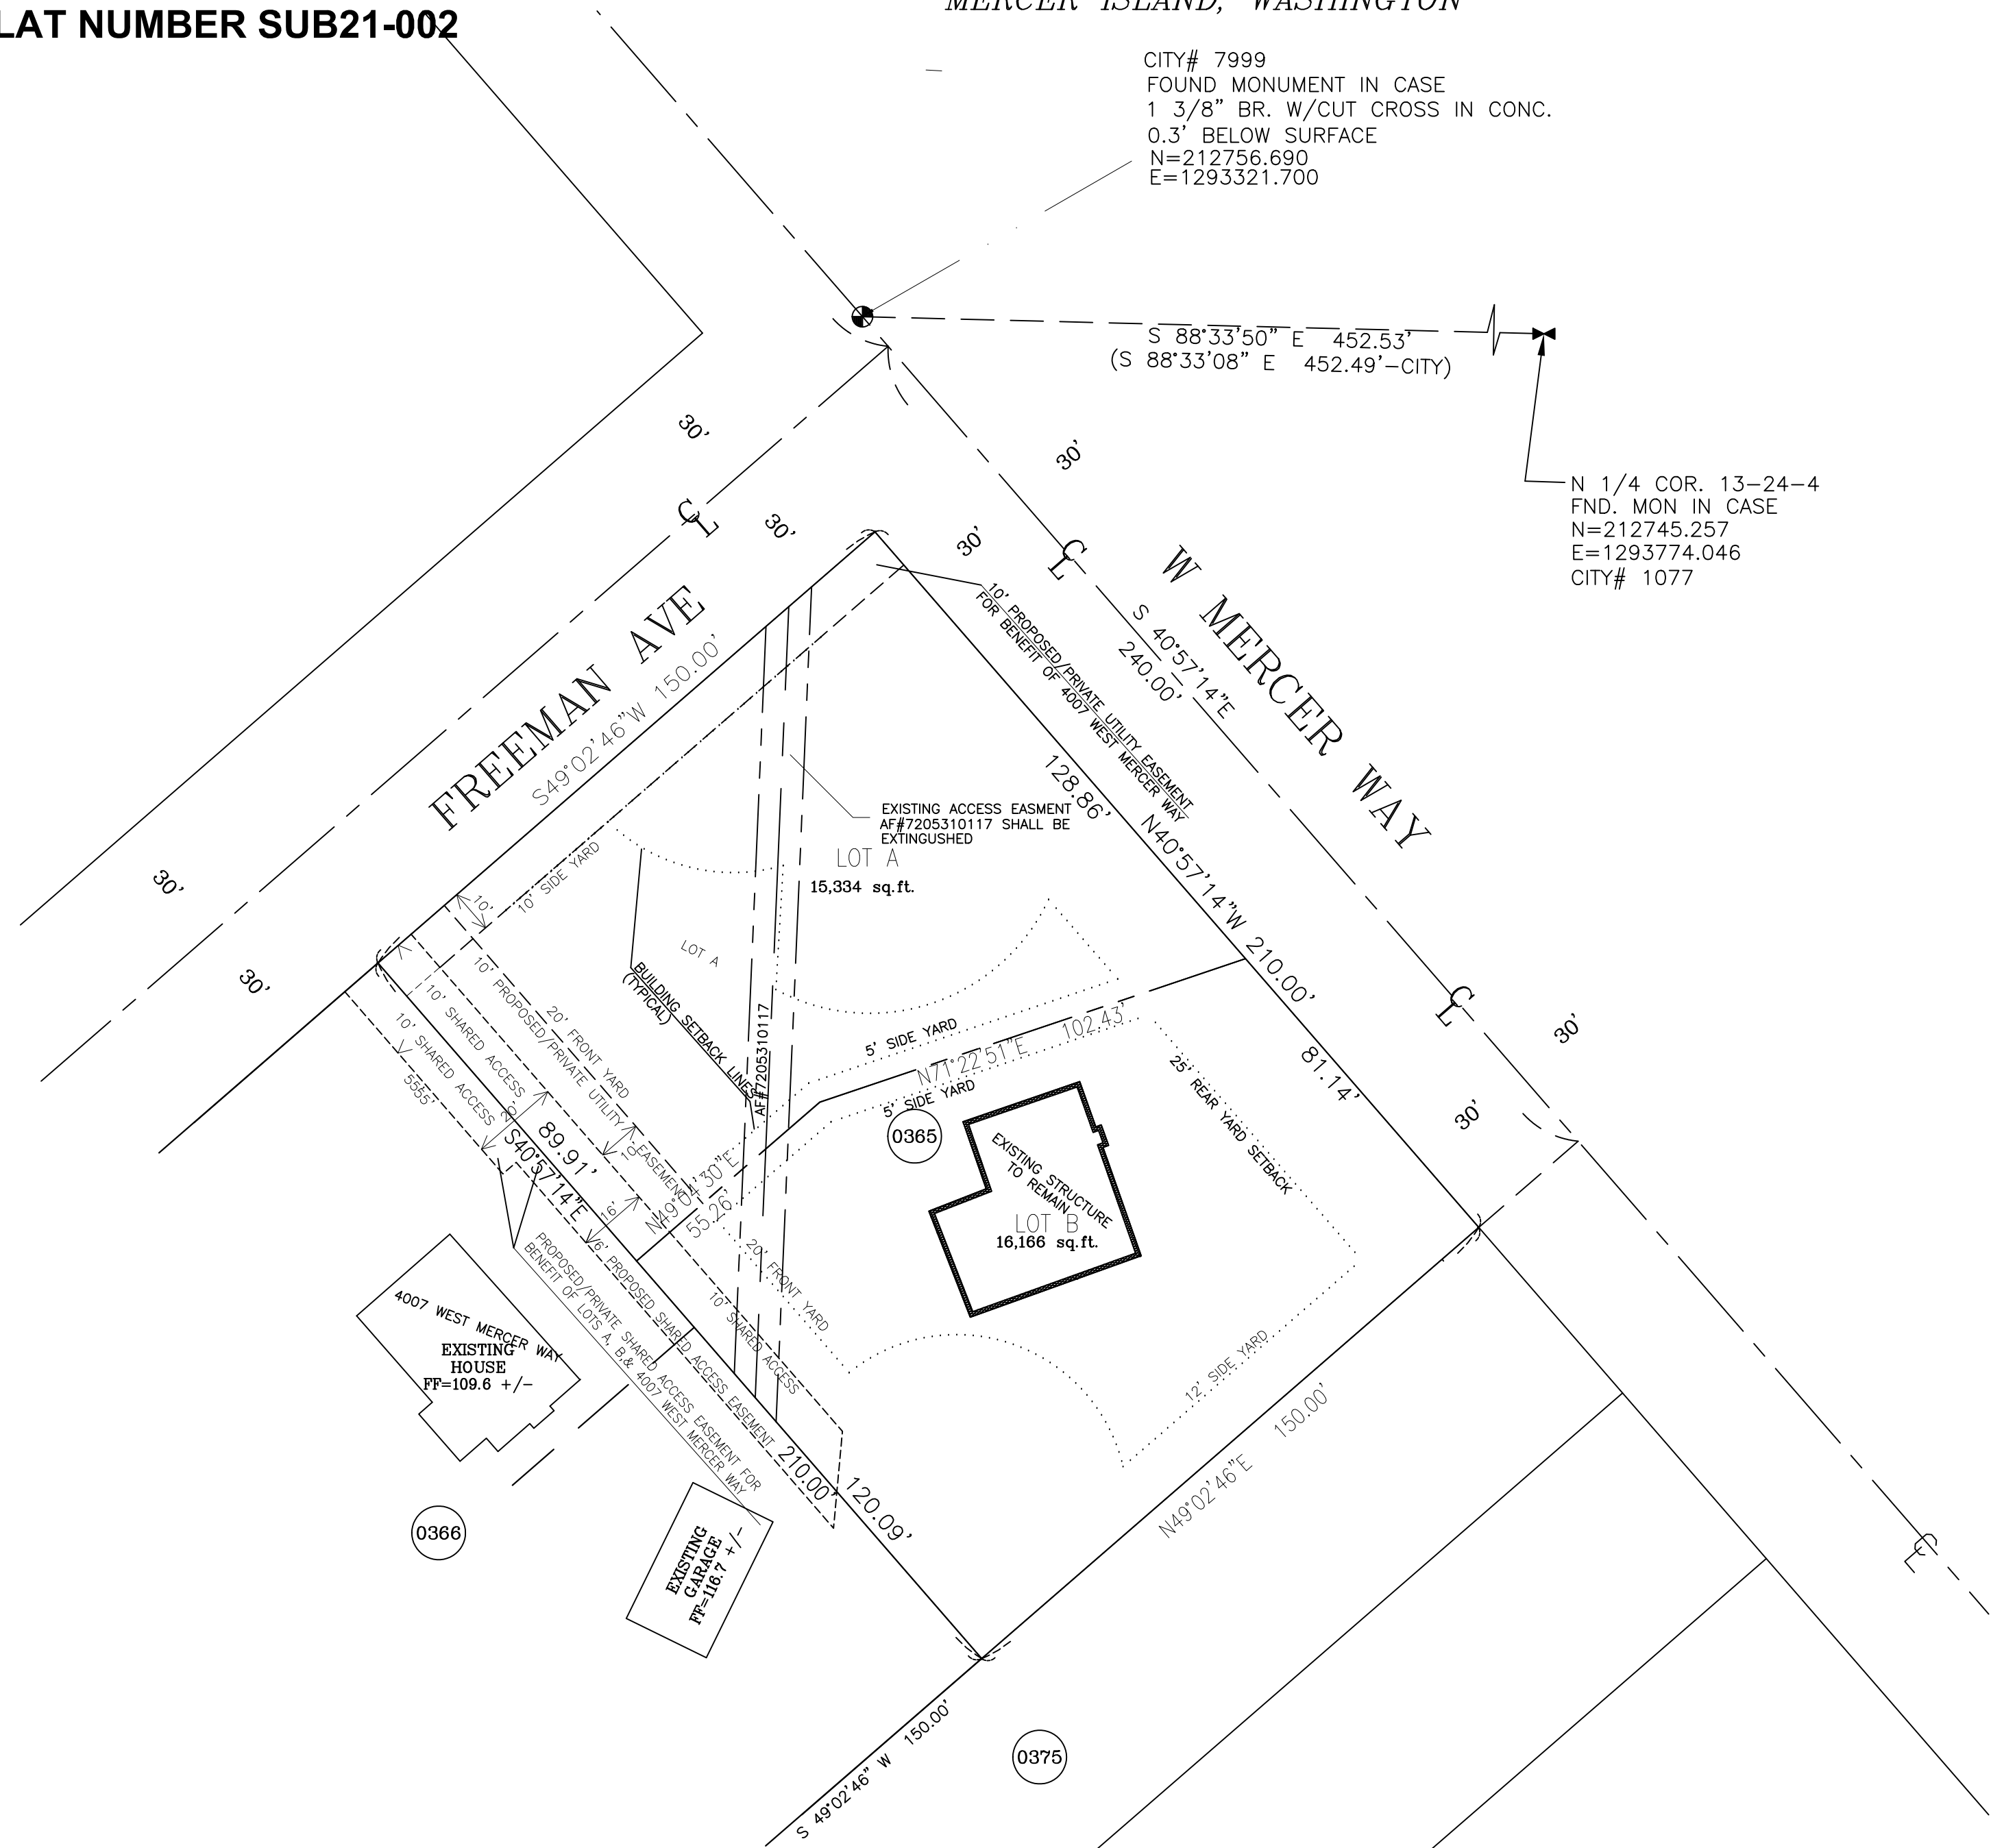 LAT NUMBER SUB21-002
MERCER ISLAND, WASHINGTON
CITY# 7999
FOUND MONUMENT IN CASE
1 3/8" BR. W/CUT CROSS IN CONC.
0.3' BELOW SURFACE
N=212756.690
E=1293321.700
S 88°33'50" E 452.53'
(S 88°33'08" E 452.49'-CITY)
N 1/4 COR. 13-24-4
FND. MON IN CASE
N=212745.257
E=1293774.046
CITY# 1077
30'
30'
30'
30'
CL
CL
W MERCER WAY
S 40°57'14"E
240.00'
10' PROPOSED/PRIVATE UTILITY EASEMENT
FOR BENEFIT OF 4007 WEST MERCER WAY
FREEMAN AVE
S49°02'46"W 150.00'
128.86'
N40°57'14"W 210.00'
81.14'
EXISTING ACCESS EASMENT
AF#7205310117 SHALL BE
EXTINGUSHED
LOT A
15,334 sq.ft.
10' SIDE YARD
30'
30'
10'
LOT A
BUILDING SETBACK LINES
(TYPICAL)
AF#7205310117
20' FRONT YARD
10' PROPOSED/PRIVATE UTILITY EASEMENT
10' SHARED ACCESS
10' SHARED ACCESS
5555'
20'
10'
16'
89.91'
S40°57'14"E
5' SIDE YARD
N71°22'51"E 102.43'
5' SIDE YARD
55.26'
0365
EXISTING STRUCTURE
TO REMAIN
LOT B
16,166 sq.ft.
25' REAR YARD SETBACK
CL
30'
30'
20' FRONT YARD
10' SHARED ACCESS
6' PROPOSED SHARED ACCESS EASEMENT
PROPOSED/PRIVATE SHARED ACCESS EASEMENT FOR
BENEFIT OF LOTS A, B,& 4007 WEST MERCER WAY
210.00'
120.09'
12' SIDE YARD
N49°02'46"E 150.00'
4007 WEST MERCER WAY
EXISTING
HOUSE
FF=109.6 +/-
0366
EXISTING
GARAGE
FF=116.7 +/-
CL
0375
S 49°02'46" W 150.00'